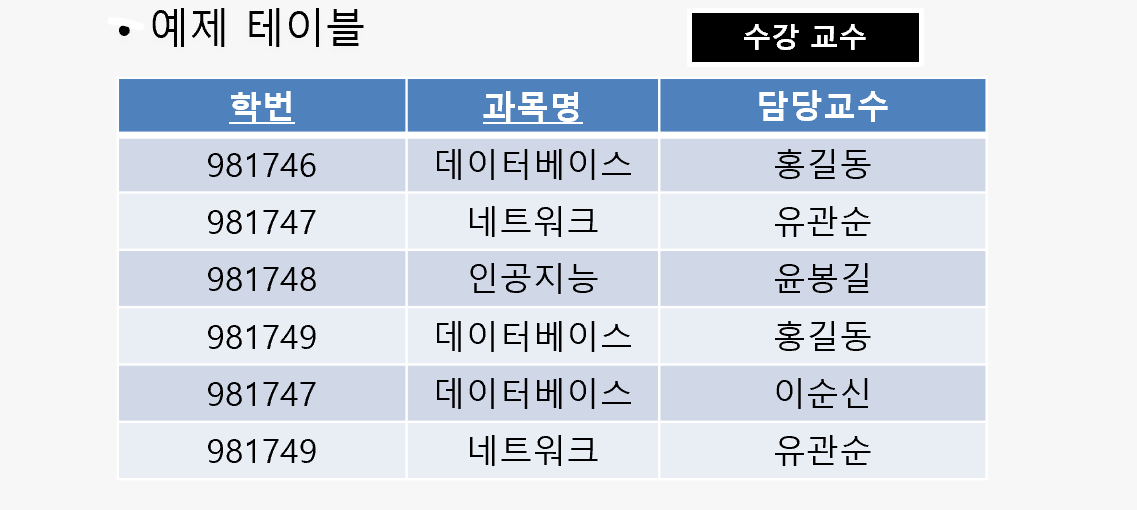 • 예제 테이블
수강 교수
학번 과목명 담당교수
981746 데이터베이스 홍길동
981747 네트워크 유관순
981748 인공지능 윤봉길
981749 데이터베이스 홍길동
981747 데이터베이스 이순신
981749 네트워크 유관순